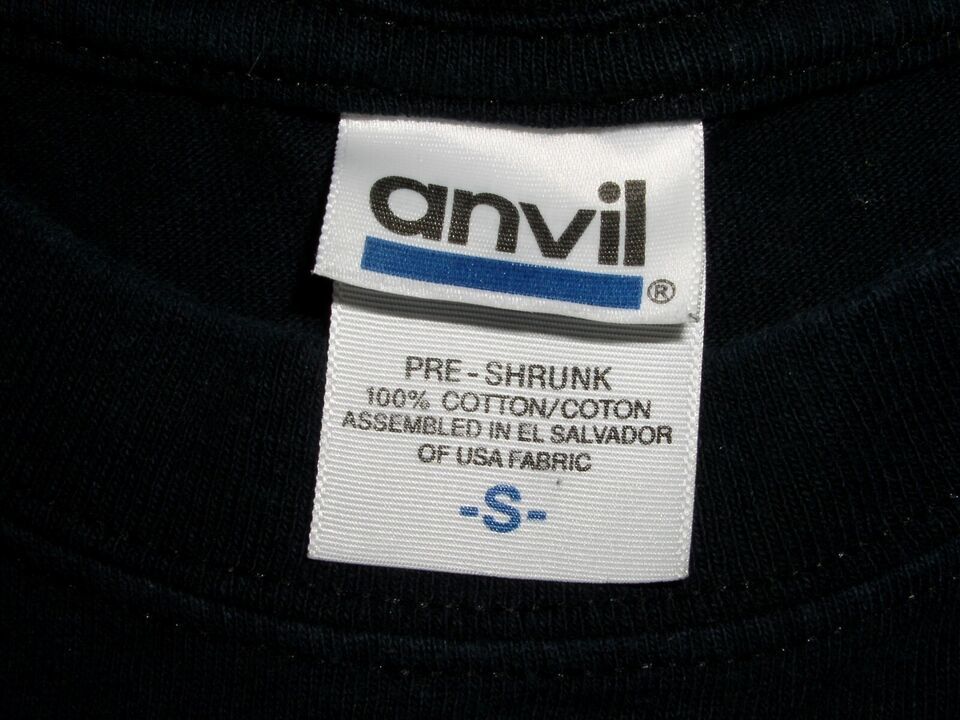 anvil
®
PRE-SHRUNK
100% COTTON/COTON
ASSEMBLED IN EL SALVADOR
OF USA FABRIC
-S-